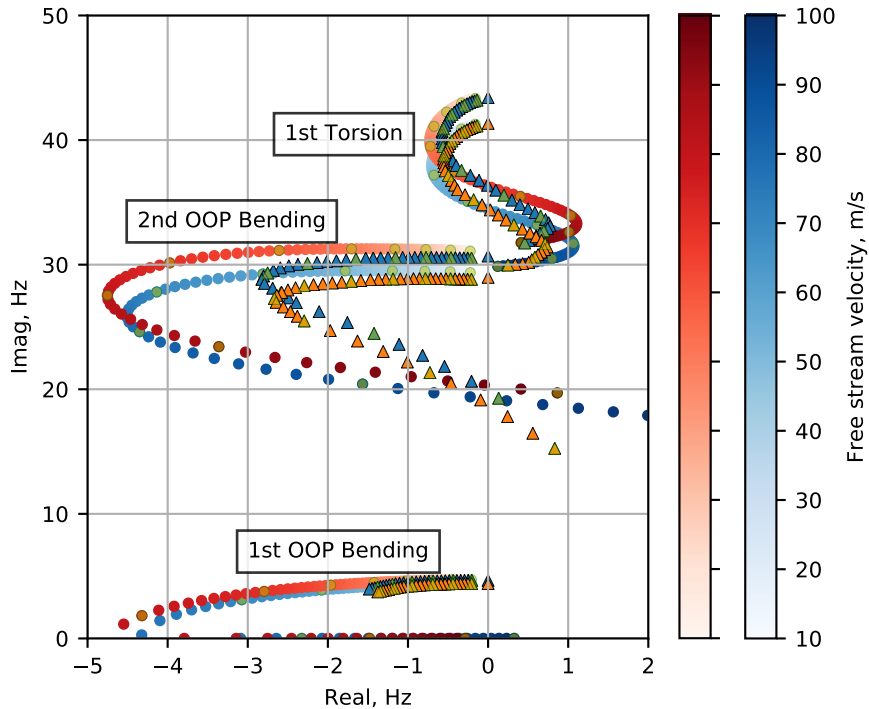 50
40
30
20
10
0
Imag, Hz
1st Torsion
2nd OOP Bending
1st OOP Bending
−5 −4 −3 −2 −1 0 1 2
Real, Hz
100
90
80
70
60
50
40
30
20
10
Free stream velocity, m/s